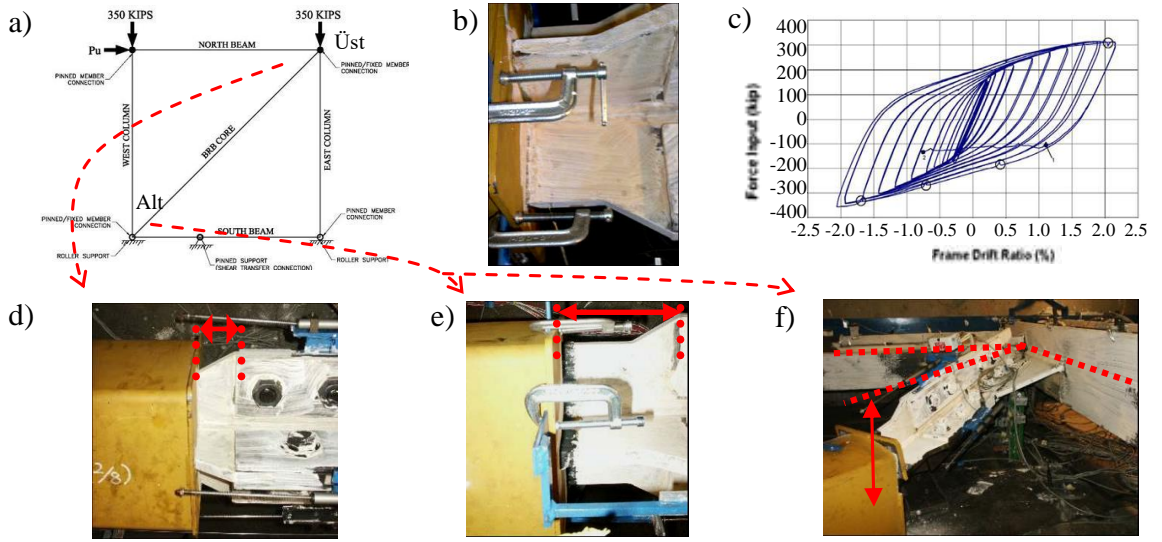 a)
350 KIPS
350 KIPS
Pu
NORTH BEAM
Üst
PINNED MEMBER
CONNECTION
PINNED/FIXED MEMBER
CONNECTION
WEST COLUMN
BRB CORE
EAST COLUMN
Alt
PINNED/FIXED MEMBER
CONNECTION
PINNED MEMBER
CONNECTION
SOUTH BEAM
ROLLER SUPPORT
PINNED SUPPORT
(SHEAR TRANSFER CONNECTION)
ROLLER SUPPORT
b)
c)
Force Input (kip)
400
300
200
100
0
-100
-200
-300
-400
-2.5 -2.0 -1.5 -1.0 -0.5 0 0.5 1.0 1.5 2.0 2.5
Frame Drift Ratio (%)
d)
2/8)
e)
f)